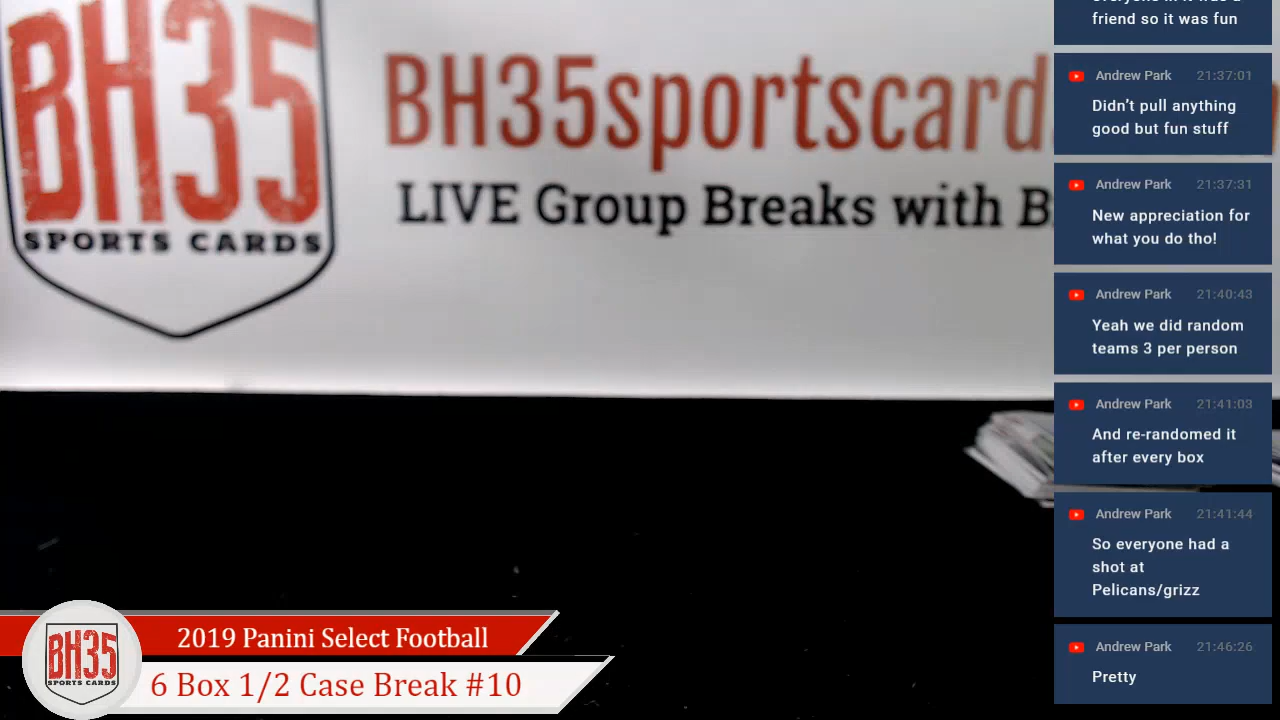 BH35
SPORTS CARDS
BH35sportscard
LIVE Group Breaks with B
friend so it was fun
Andrew Park 21:37:01
Didn't pull anything
good but fun stuff
Andrew Park 21:37:31
New appreciation for
what you do tho!
Andrew Park 21:40:43
Yeah we did random
teams 3 per person
Andrew Park 21:41:03
And re-randomed it
after every box
Andrew Park 21:41:44
So everyone had a
shot at
Pelicans/grizz
Andrew Park 21:46:26
Pretty
BH35
SPORTS CARDS
2019 Panini Select Football
6 Box 1/2 Case Break #10